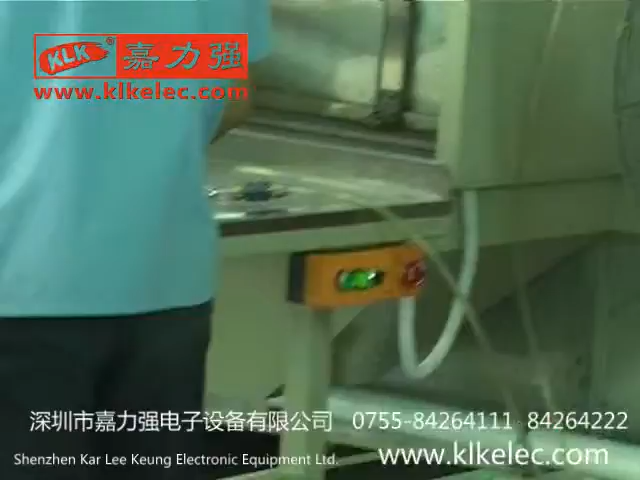 KLK® 嘉力强
www.klkelec.com
深圳市嘉力强电子设备有限公司 0755-84264111 84264222
Shenzhen Kar Lee Keung Electronic Equipment Ltd. www.klkelec.com